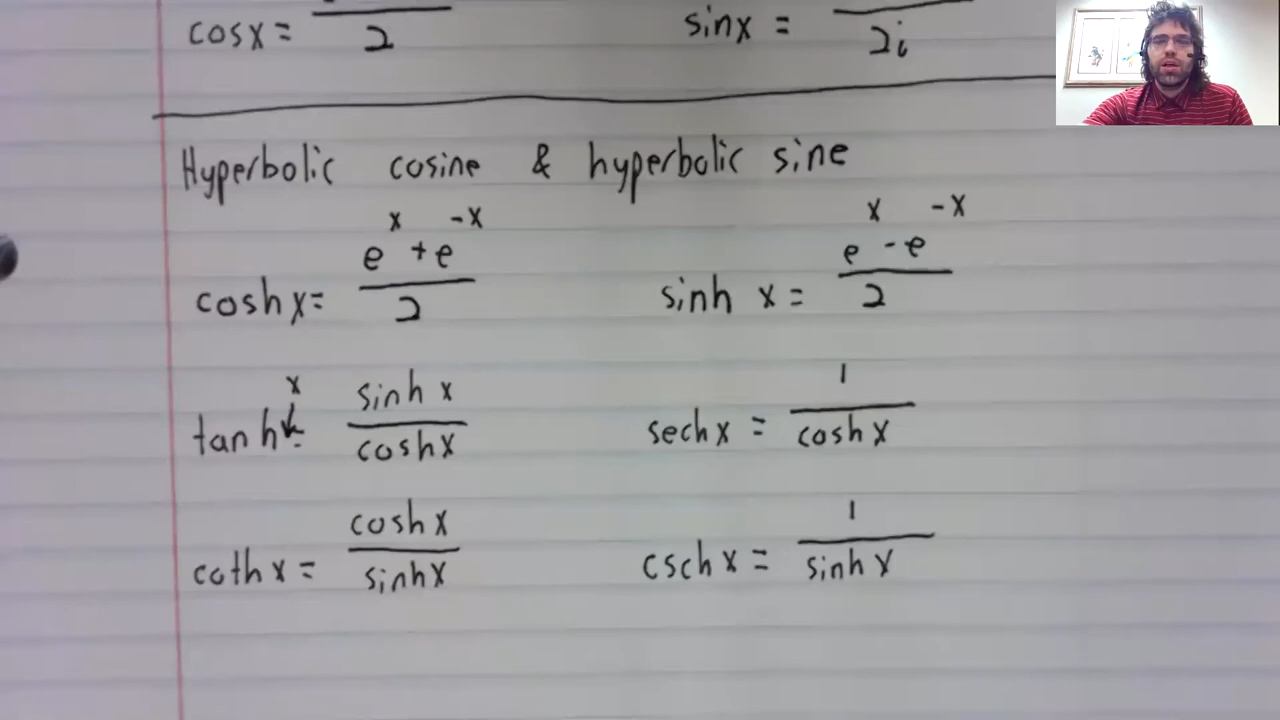 cosx = / 2 sinx = / 2i
Hyperbolic cosine & hyperbolic sine
cosh x = e^x + e^-x / 2 sinh x = e^x - e^-x / 2
tanh x = sinh x / cosh x sech x = 1 / cosh x
coth x = cosh x / sinh x csch x = 1 / sinh x